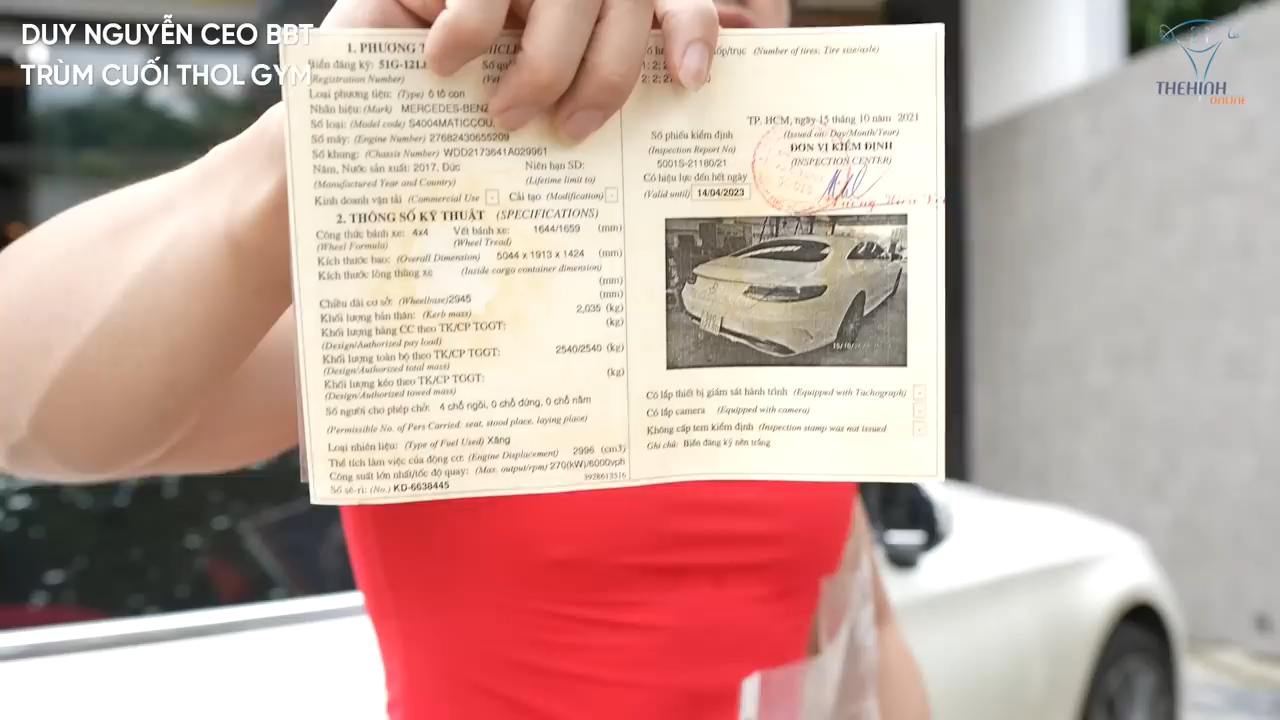 DUY NGUYỄN CEO BBT
TRÙM CUỐI THOL GYM
THEHINH
ONLINE
1. PHƯƠNG
Biển đăng ký: 51G-121
(Registration Number)
Loại phương tiện: (Type) ô tô con
Nhãn hiệu: (Mark) MERCEDES-BENZ
Số loại: (Model code) S4004MATICCOU
Số máy: (Engine Number) 27682430655209
Số khung: (Chassis Number) WDD2173641A029961
Năm, Nước sản xuất: 2017, Đức Niên hạn SD:
(Manufactured Year and Country) (Lifetime limit to)
Kinh doanh vận tải (Commercial Use Cải tạo (Modification)
2. THÔNG SỐ KỸ THUẬT (SPECIFICATIONS)
Công thức bánh xe: 4x4 Vết bánh xe: 1644/1659 (mm)
(Wheel Formula) (Wheel Tread)
Kích thước bao: (Overall Dimension) 5044 x 1913 x 1424 (mm)
Kích thước lòng thùng xe (Inside cargo container dimension)
(mm)
Chiều dài cơ sở: (Wheelbase)2945 (mm)
Khối lượng bản thân: (Kerb mass) 2,035 (kg)
Khối lượng hàng CC theo TK/CP TGGT: (kg)
(Design/Authorized pay load)
Khối lượng toàn bộ theo TK/CP TGGT: 2540/2540 (kg)
(Design/Authorized total mass)
Khối lượng kéo theo TK/CP TGGT: (kg)
(Design/Authorized towed mass)
Số người cho phép chở: 4 chỗ ngồi, 0 chỗ đứng, 0 chỗ nằm
(Permissible No. of Pers Carried: seat, stood place, laying place)
Loại nhiên liệu: (Type of Fuel Used) Xăng
Thể tích làm việc của động cơ: (Engine Displacement) 2996 (cm3)
Công suất lớn nhất/tốc độ quay: (Max. output/rpm) 270(kW)/6000vph
Số sê-ri: (No.) KD-6638445 3928613516
lốp/trục (Number of tires; Tire size/axle)
TP. HCM, ngày 15 tháng 10 năm 2021
Số phiếu kiểm định (Issued on: Day/Month/Year)
(Inspection Report No) ĐƠN VỊ KIỂM ĐỊNH
5001S-21180/21 (INSPECTION CENTER)
Có hiệu lực đến hết ngày
(Valid until) 14/04/2023
Có lắp thiết bị giám sát hành trình (Equipped with Tachograph)
Có lắp camera (Equipped with camera)
Không cấp tem kiểm định (Inspection stamp was not issued
Ghi chú: Biển đăng ký nền trắng